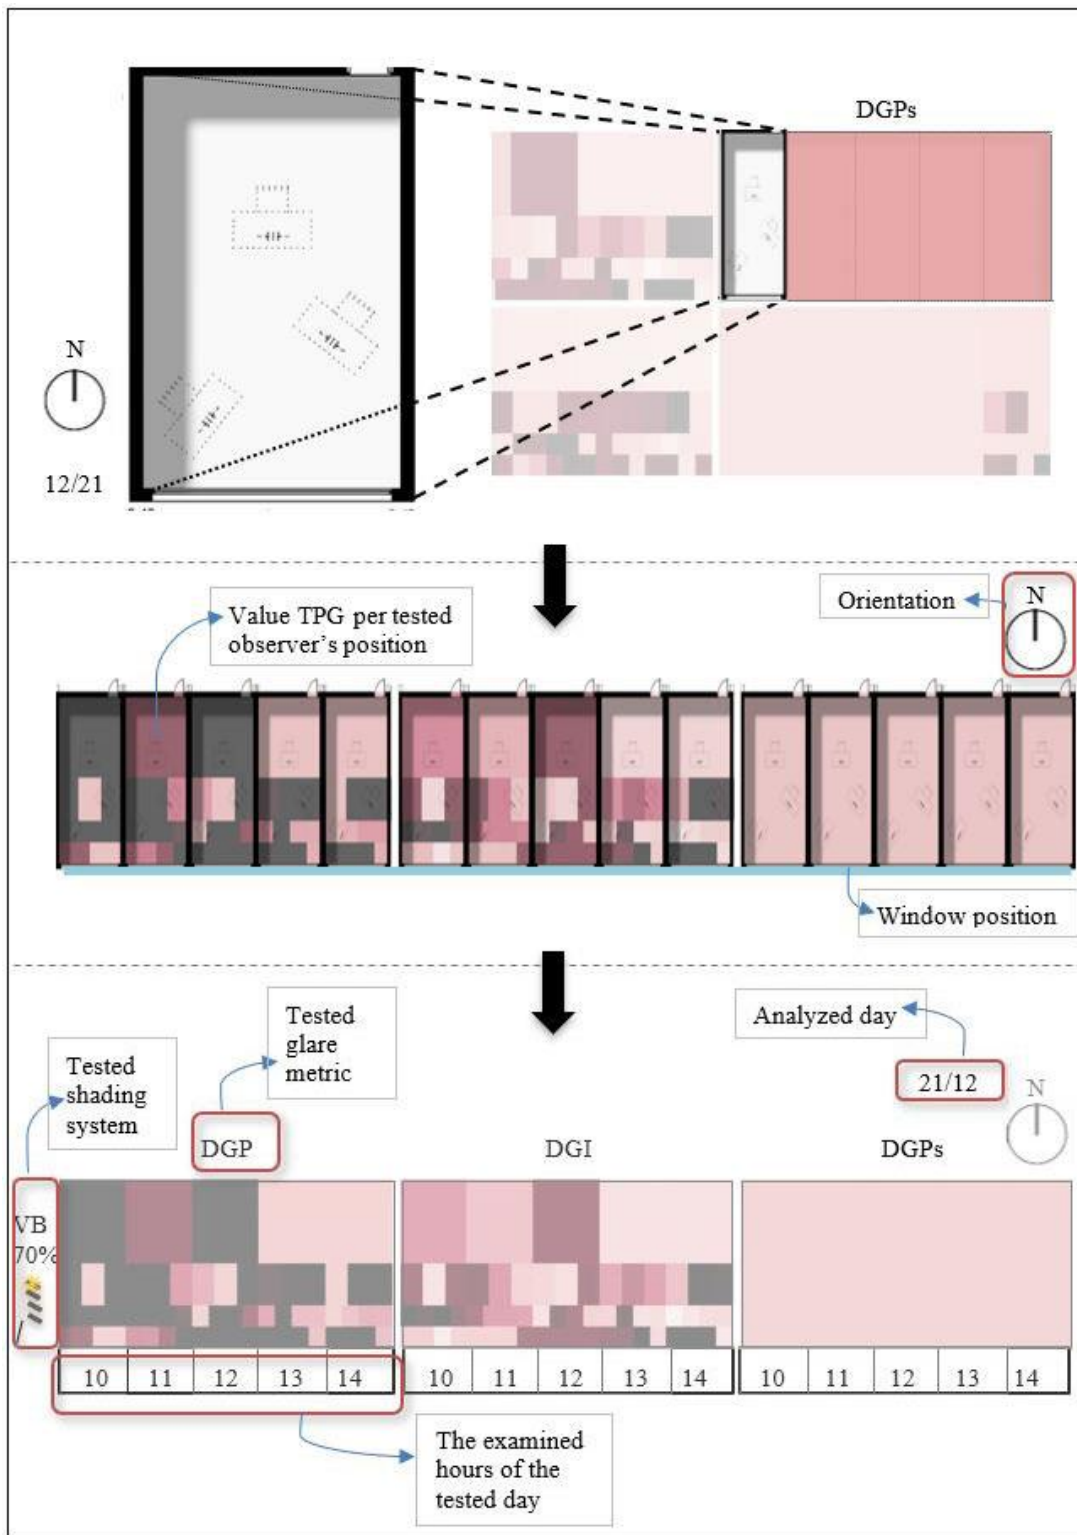 DGPs
N
12/21
Orientation
N
Value TPG per tested
observer's position
Window position
Tested
glare
metric
Analyzed day
Tested
shading
system
21/12
N
DGP
DGI
DGPs
VB
70%
10 11 12 13 14 10 11 12 13 14 10 11 12 13 14
The examined
hours of the
tested day